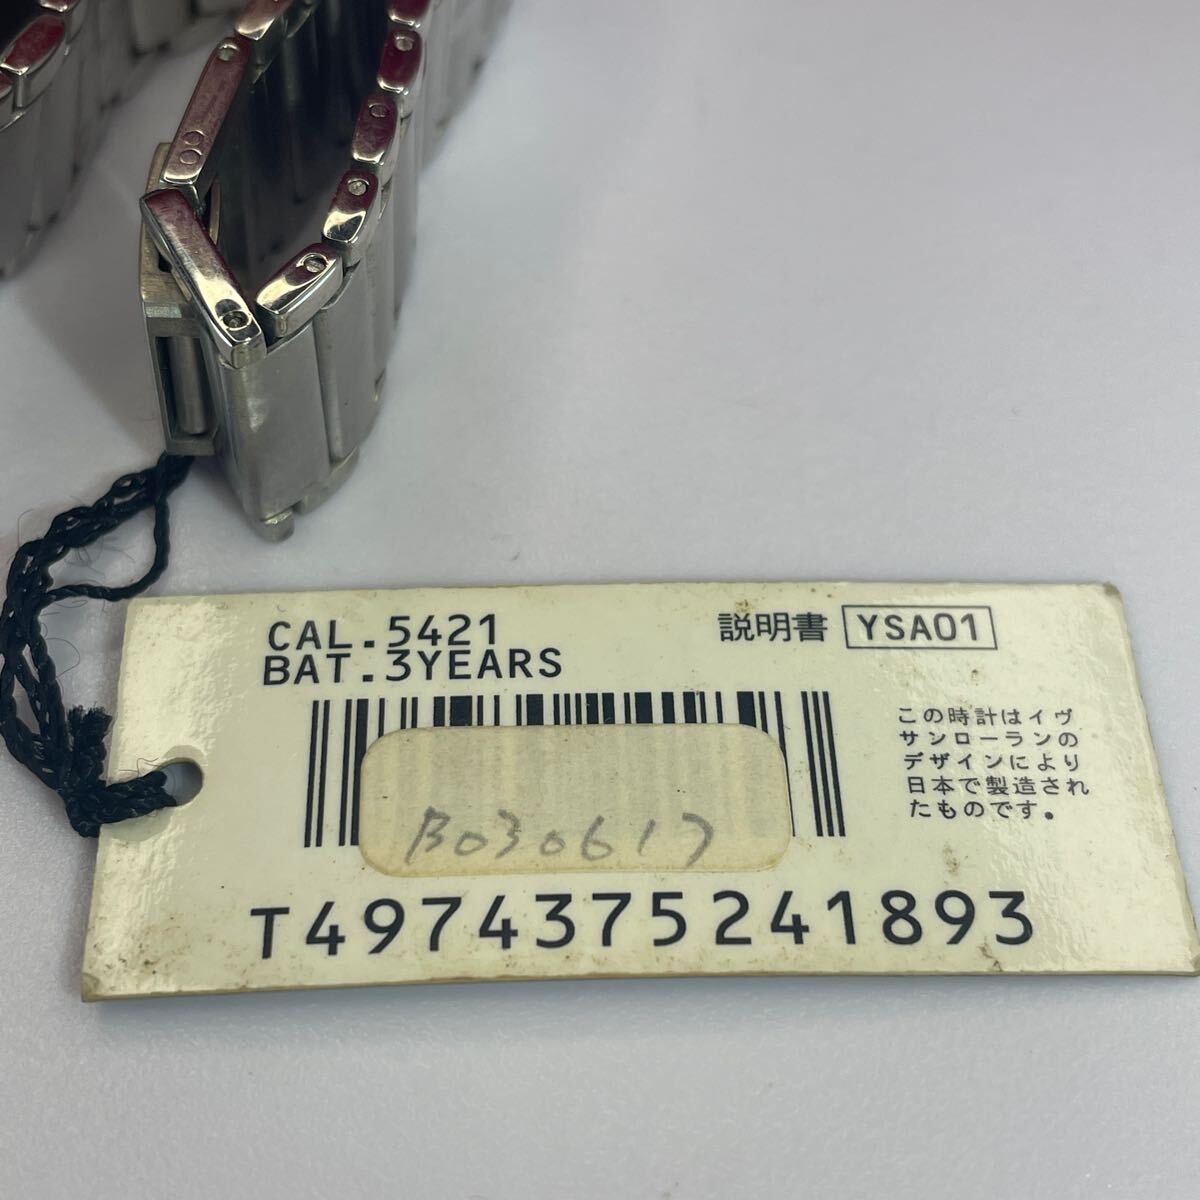 CAL.5421
BAT.3YEARS
説明書 YSA01
この時計はイヴ
サンローランの
デザインにより
日本で製造され
たものです。
B030617
T4974375241893